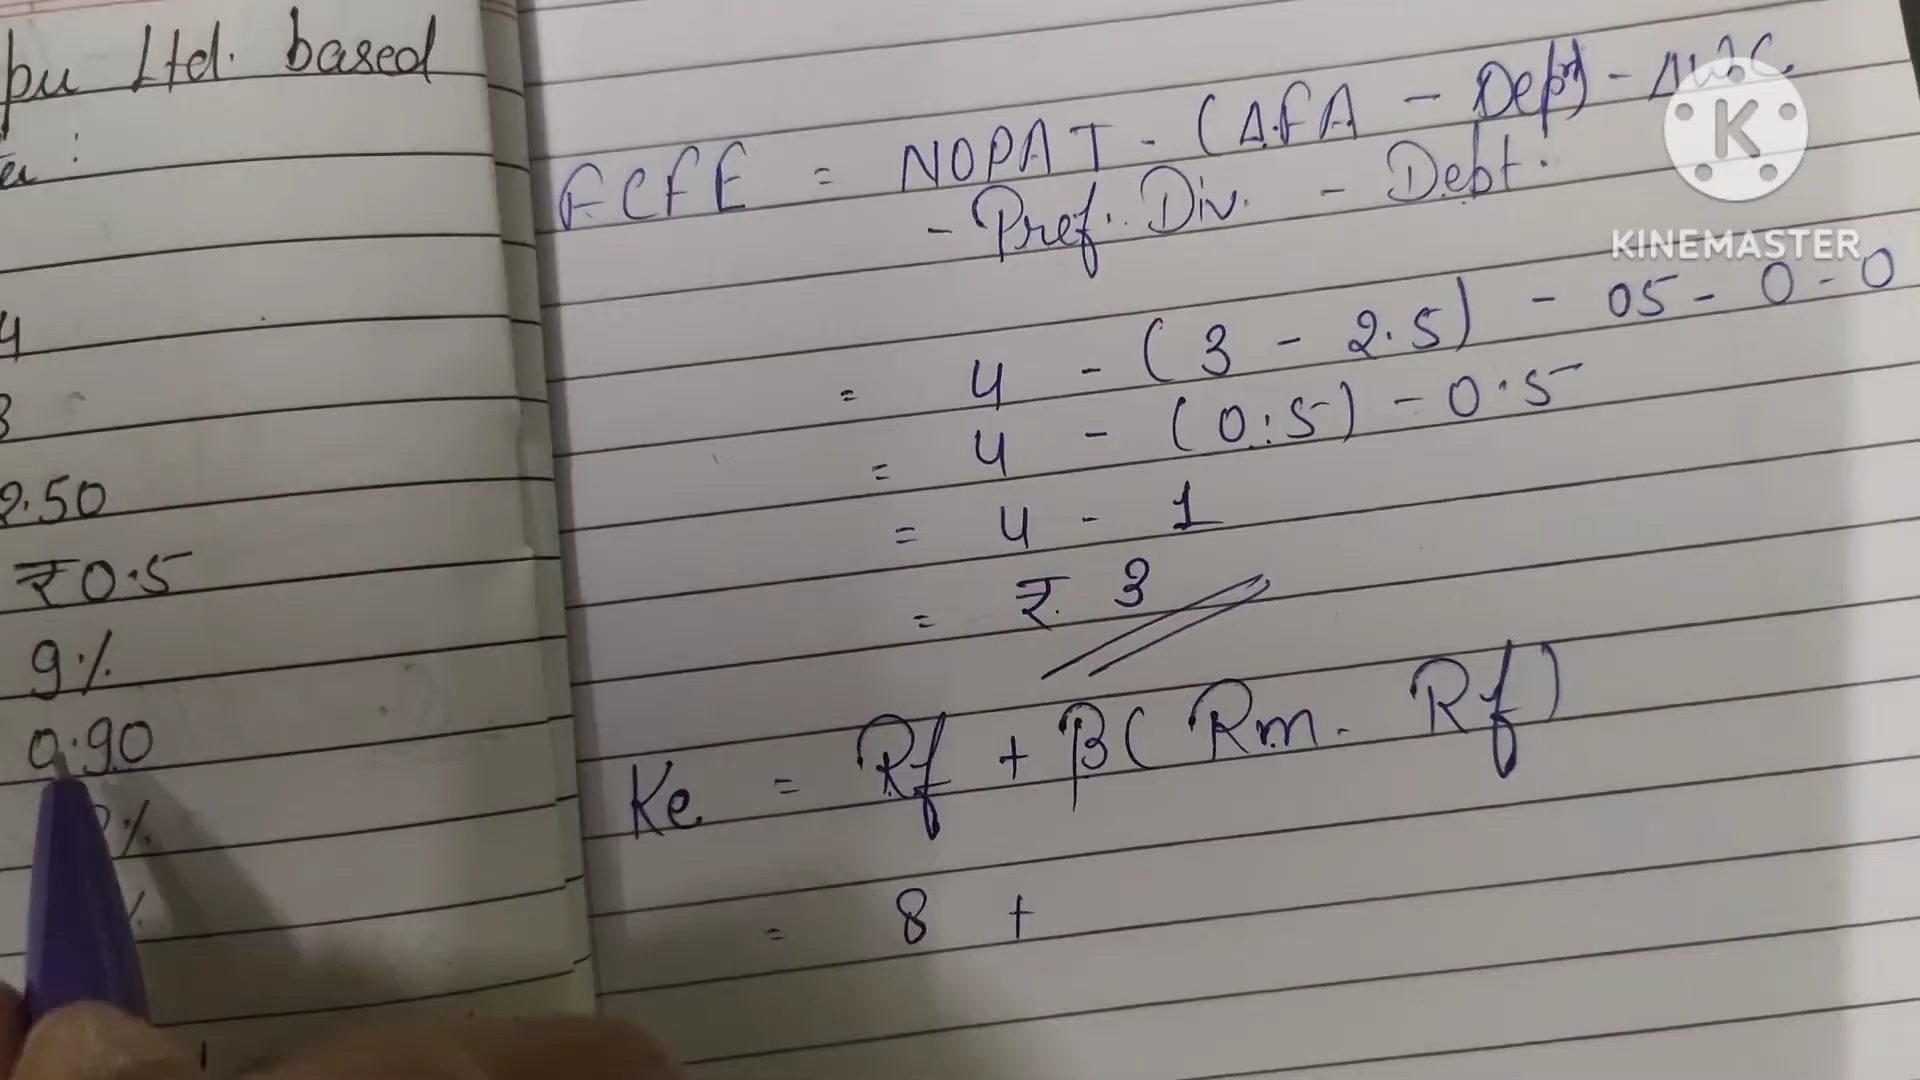 pu Ltd. based
:
4
3
2.50
₹0.5
9%
0.90
%
FCFE = NOPAT - (ΔFA - Depn) - ΔWC.
- Pref. Div. - Debt.
= 4 - (3 - 2.5) - 05 - 0 - 0
= 4 - (0.5) - 0.5
= 4 - 1
= ₹. 3
Ke = Rf + β(Rm. Rf)
= 8 +
K
KINEMASTER